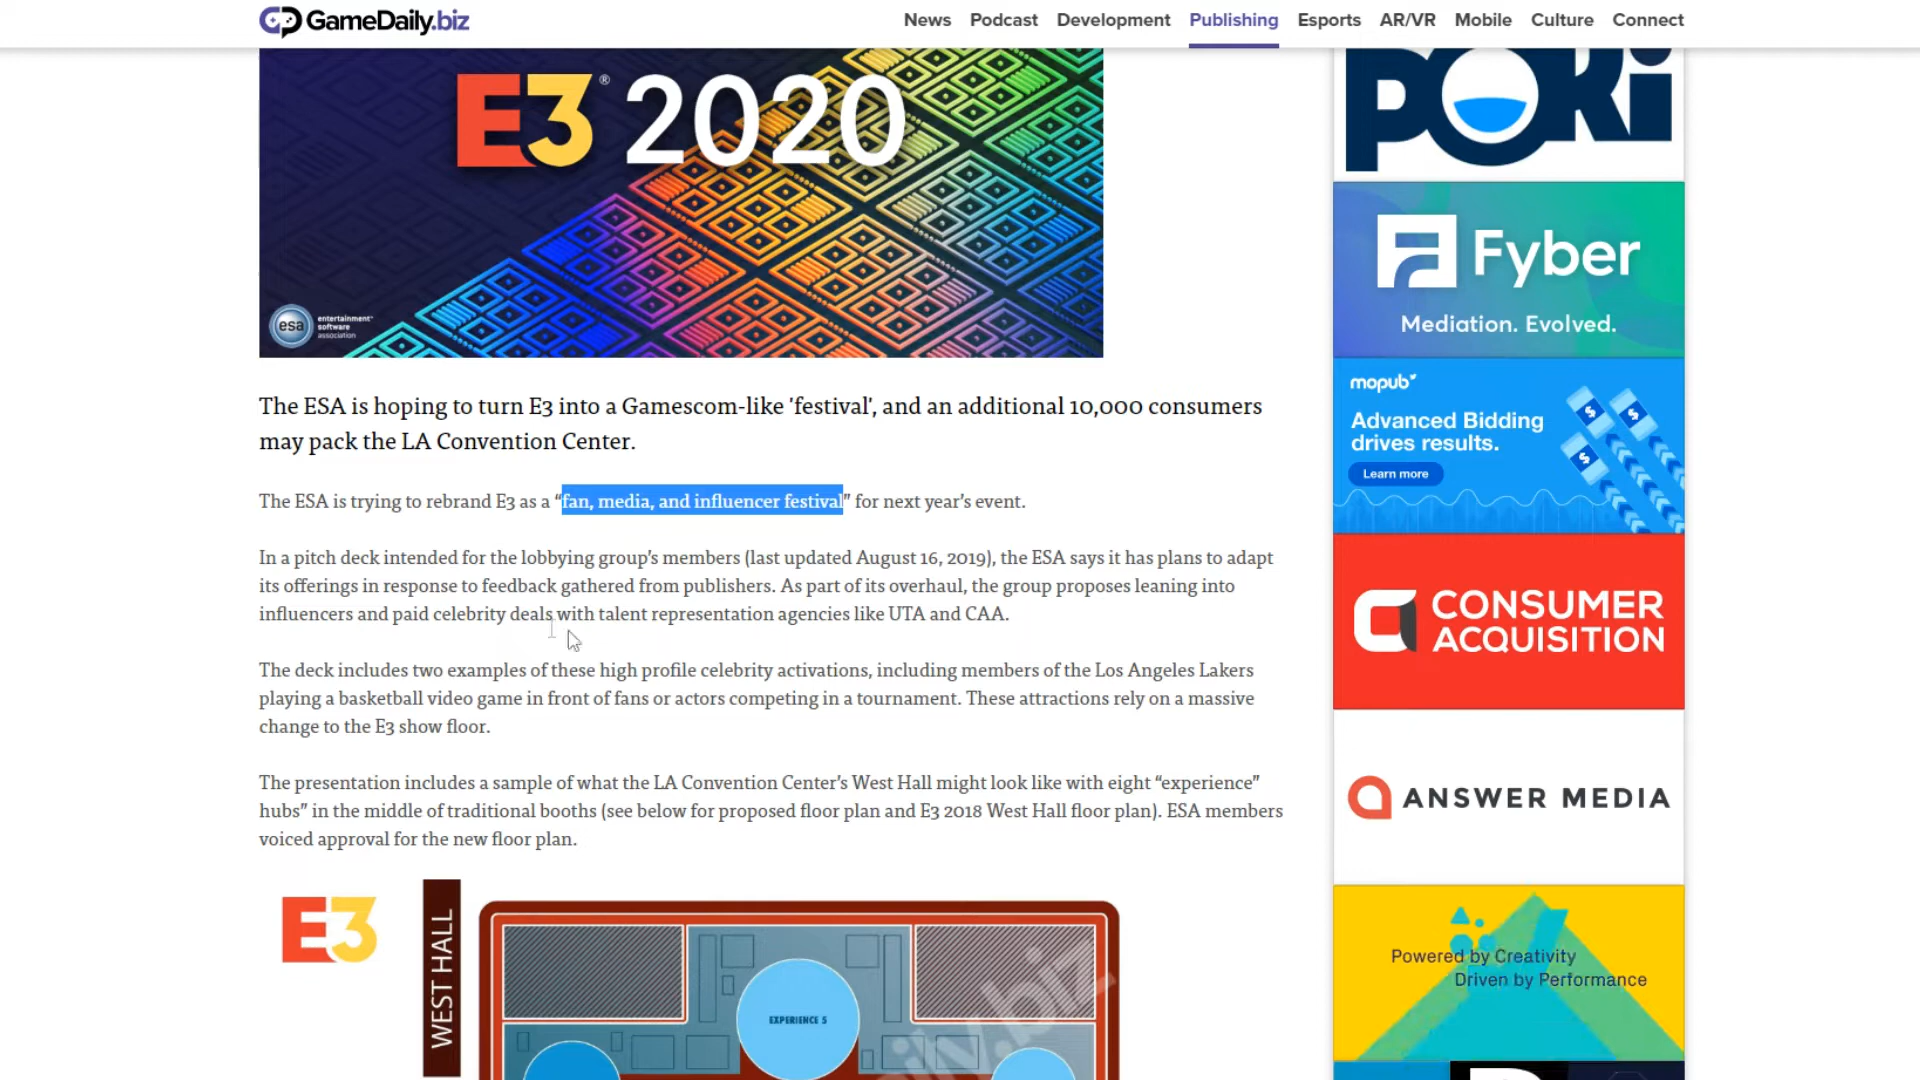 GameDaily.biz
News Podcast Development Publishing Esports AR/VR Mobile Culture Connect
E3® 2020
esa entertainment software association
The ESA is hoping to turn E3 into a Gamescom-like 'festival', and an additional 10,000 consumers
may pack the LA Convention Center.
The ESA is trying to rebrand E3 as a “fan, media, and influencer festival” for next year’s event.
In a pitch deck intended for the lobbying group’s members (last updated August 16, 2019), the ESA says it has plans to adapt
its offerings in response to feedback gathered from publishers. As part of its overhaul, the group proposes leaning into
influencers and paid celebrity deals with talent representation agencies like UTA and CAA.
The deck includes two examples of these high profile celebrity activations, including members of the Los Angeles Lakers
playing a basketball video game in front of fans or actors competing in a tournament. These attractions rely on a massive
change to the E3 show floor.
The presentation includes a sample of what the LA Convention Center’s West Hall might look like with eight “experience”
hubs” in the middle of traditional booths (see below for proposed floor plan and E3 2018 West Hall floor plan). ESA members
voiced approval for the new floor plan.
E3
WEST HALL
EXPERIENCE 5
ily.biz
POKi
Fyber
Mediation. Evolved.
mopub
Advanced Bidding
drives results.
Learn more
CONSUMER
ACQUISITION
ANSWER MEDIA
Powered by Creativity
Driven by Performance